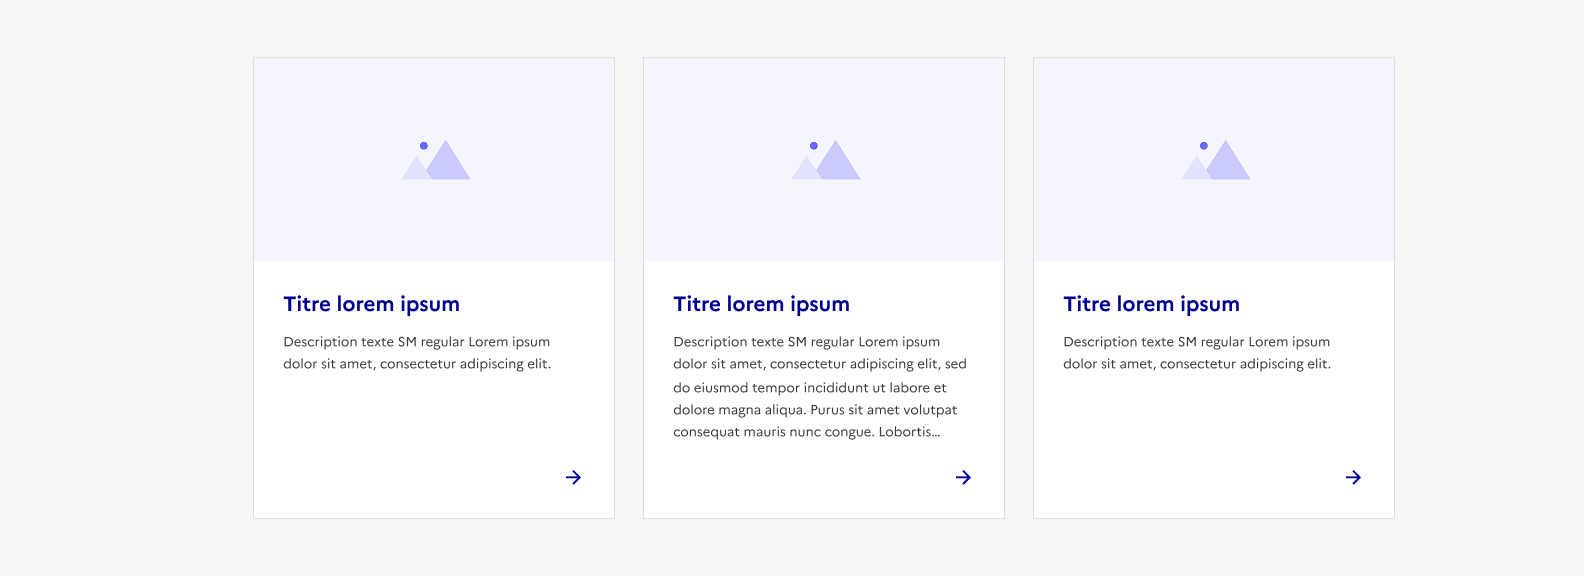 Titre lorem ipsum
Description texte SM regular Lorem ipsum
dolor sit amet, consectetur adipiscing elit.
Titre lorem ipsum
Description texte SM regular Lorem ipsum
dolor sit amet, consectetur adipiscing elit, sed
do eiusmod tempor incididunt ut labore et
dolore magna aliqua. Purus sit amet volutpat
consequat mauris nunc congue. Lobortis…
Titre lorem ipsum
Description texte SM regular Lorem ipsum
dolor sit amet, consectetur adipiscing elit.